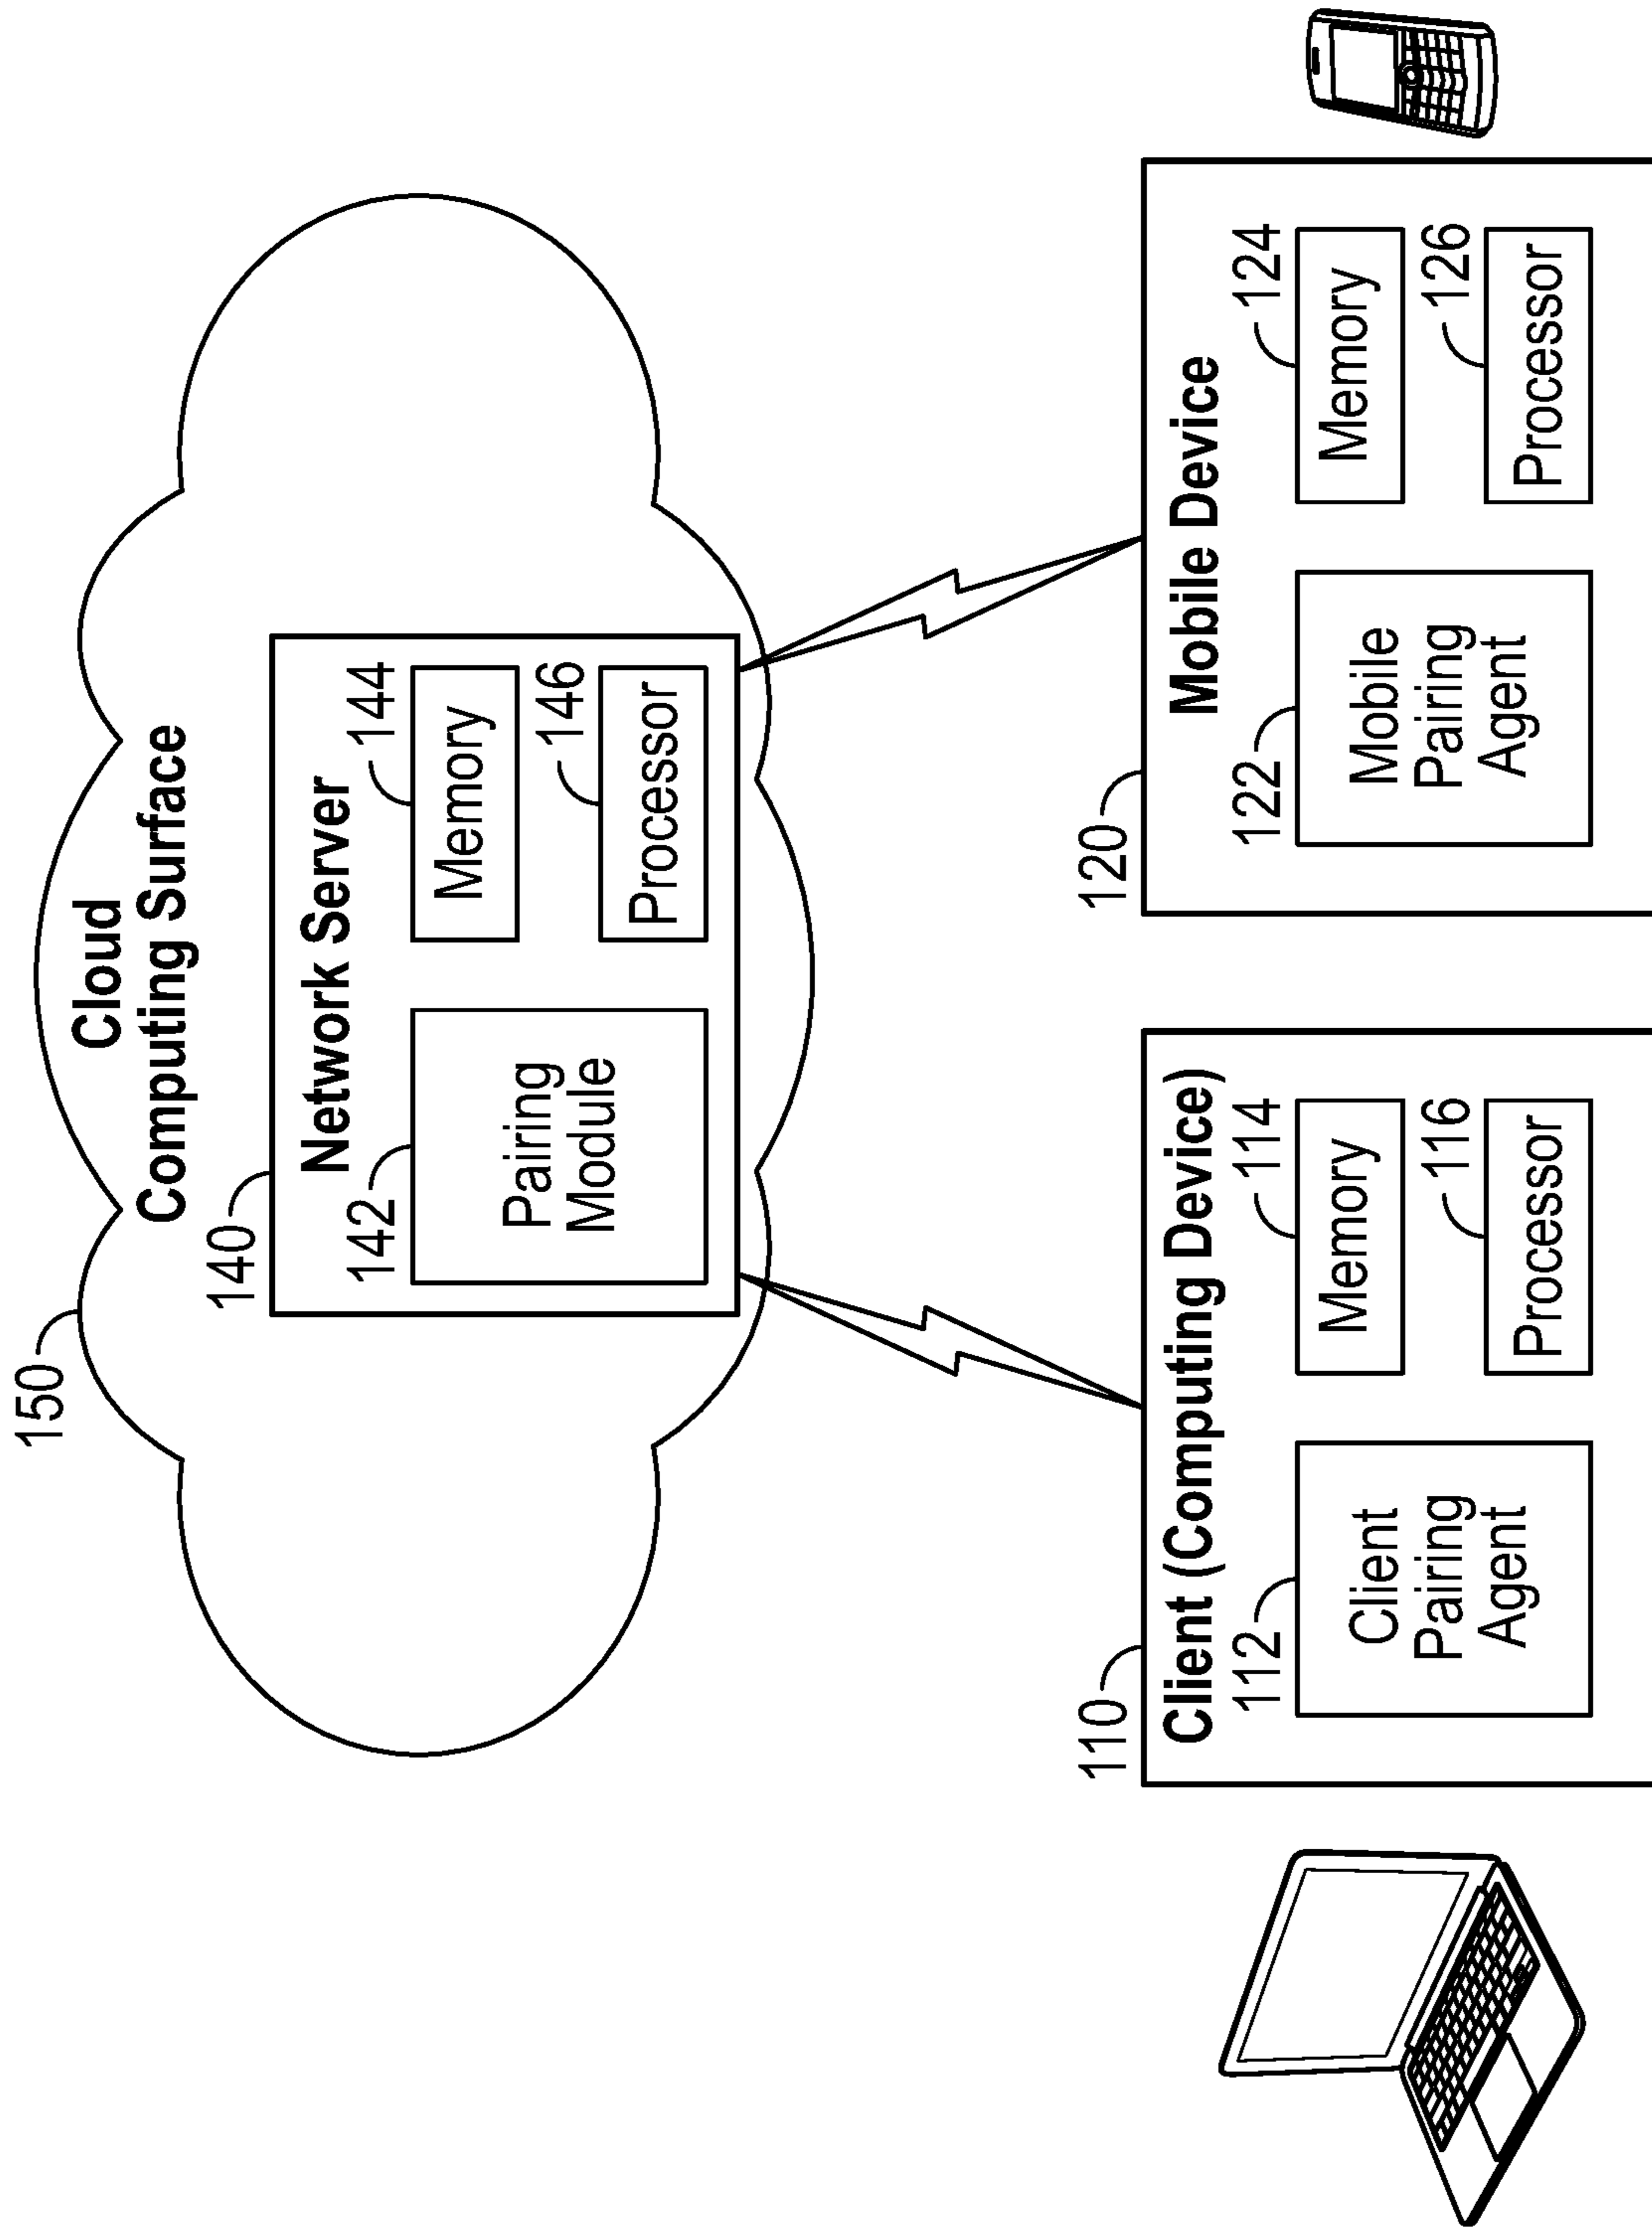 150
Cloud
Computing Surface
140
Network Server
142
Pairing
Module
144
Memory
146
Processor
110
Client (Computing Device)
112
Client
Pairing
Agent
114
Memory
116
Processor
120
Mobile Device
122
Mobile
Pairing
Agent
124
Memory
126
Processor